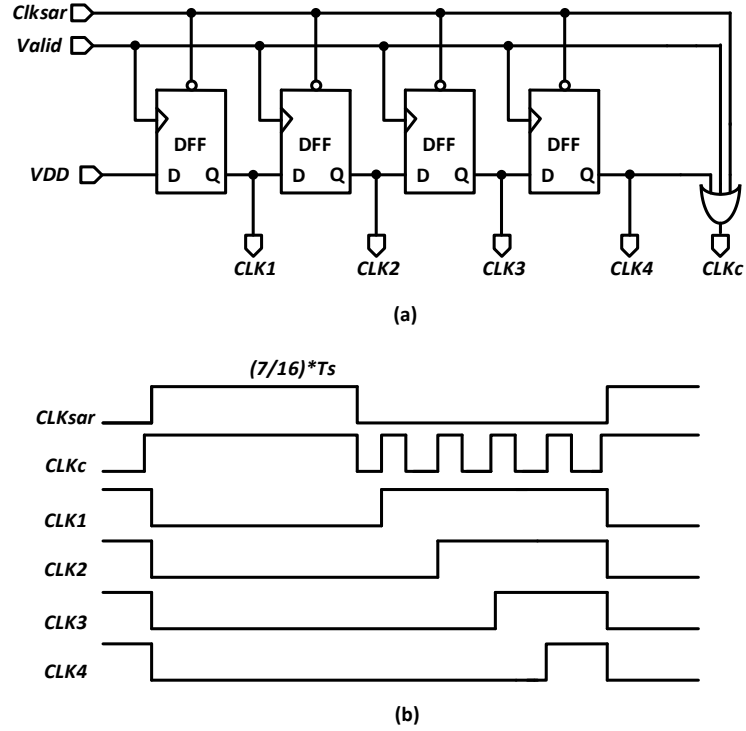 Clksar
Valid
DFF DFF DFF DFF
VDD D Q D Q D Q D Q
CLK1 CLK2 CLK3 CLK4 CLKc
(a)
(7/16)*Ts
CLKsar
CLKc
CLK1
CLK2
CLK3
CLK4
(b)